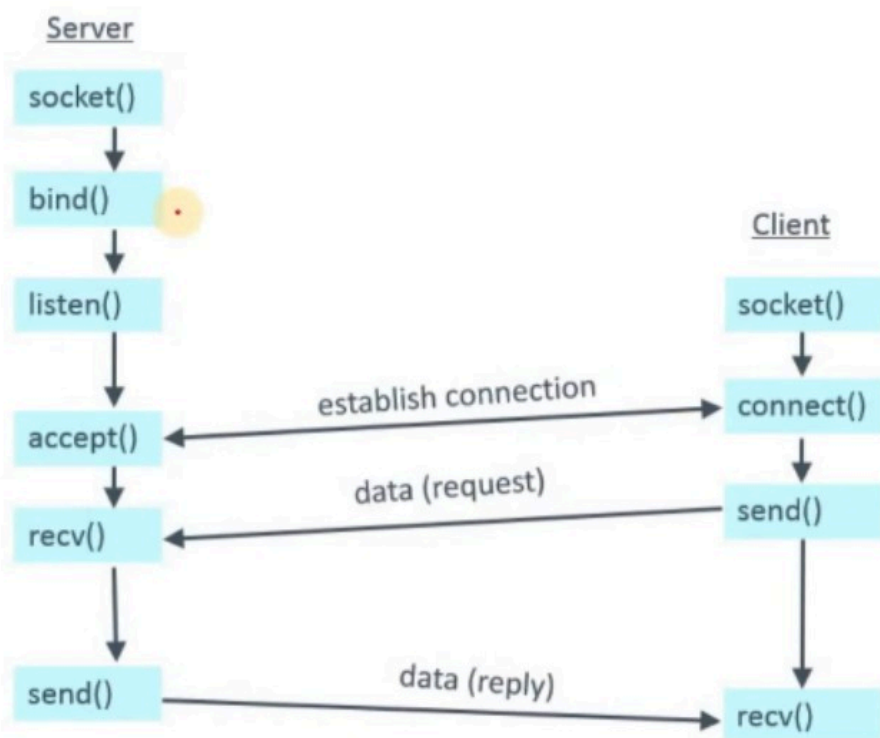 Server
socket()
bind()
listen()
accept()
recv()
send()
establish connection
data (request)
data (reply)
Client
socket()
connect()
send()
recv()